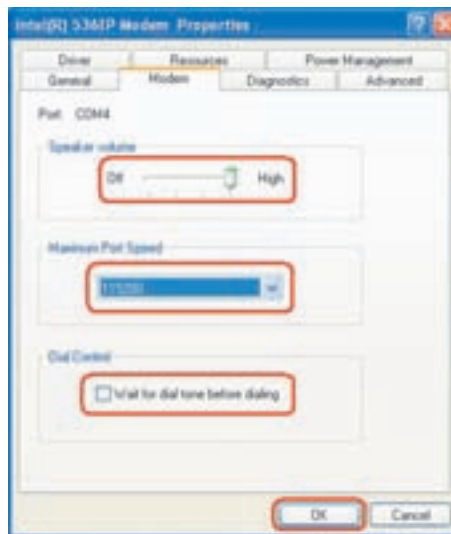 Intel(R) 536EP Modem Properties
Driver Resources Power Management
General Modem Diagnostics Advanced
Port: COM4
Speaker volume
Off High
Maximum Port Speed
115200
Dial Control
Wait for dial tone before dialing
OK Cancel